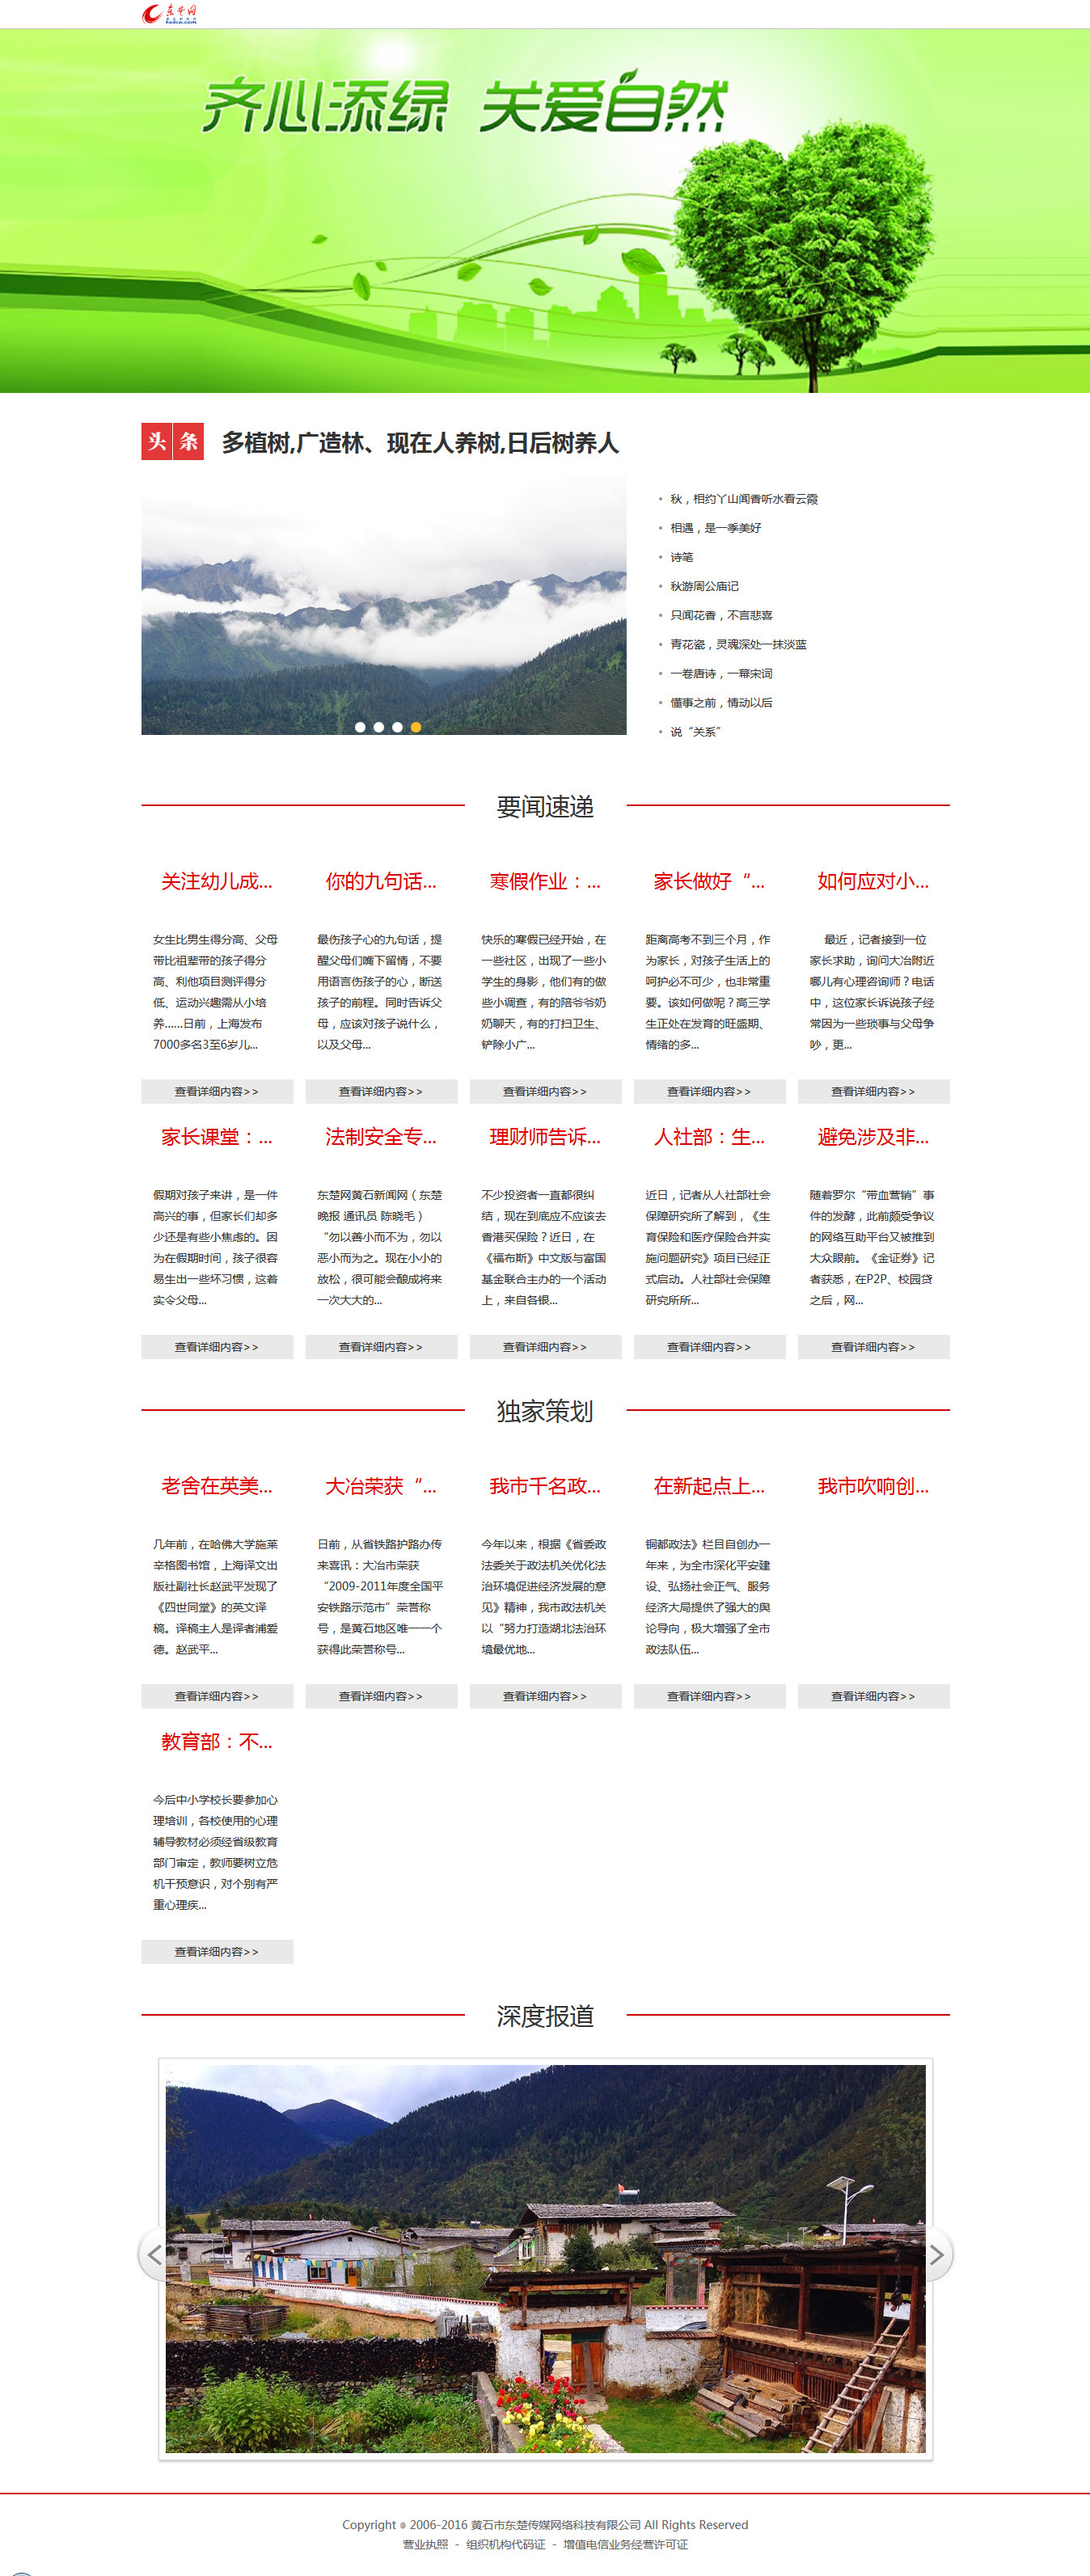 东楚网
hsdcw.com
齐心添绿 关爱自然
头条 多植树,广造林、现在人养树,日后树养人
秋，相约丫山闻香听水看云霞
相遇，是一季美好
诗笔
秋游周公庙记
只闻花香，不言悲喜
青花瓷，灵魂深处一抹淡蓝
一卷唐诗，一幕宋词
懂事之前，情动以后
说“关系”
要闻速递
关注幼儿成...
女生比男生得分高、父母
带比祖辈带的孩子得分
高、利他项目测评得分
低、运动兴趣需从小培
养……日前，上海发布
7000多名3至6岁儿...
查看详细内容>>
你的九句话...
最伤孩子心的九句话，提
醒父母们嘴下留情，不要
用语言伤孩子的心，断送
孩子的前程。同时告诉父
母，应该对孩子说什么，
以及父母...
查看详细内容>>
寒假作业：...
快乐的寒假已经开始，在
一些社区，出现了一些小
学生的身影，他们有的做
些小调查，有的陪爷爷奶
奶聊天，有的打扫卫生、
铲除小广...
查看详细内容>>
家长做好“...
距离高考不到三个月，作
为家长，对孩子生活上的
呵护必不可少，也非常重
要。该如何做呢？高三学
生正处在发育的旺盛期、
情绪的多...
查看详细内容>>
如何应对小...
最近，记者接到一位
家长求助，询问大冶附近
哪儿有心理咨询师？电话
中，这位家长诉说孩子经
常因为一些琐事与父母争
吵，更...
查看详细内容>>
家长课堂：...
假期对孩子来讲，是一件
高兴的事，但家长们却多
少还是有些小焦虑的。因
为在假期时间，孩子很容
易生出一些坏习惯，这着
实令父母...
查看详细内容>>
法制安全专...
东楚网黄石新闻网（东楚
晚报 通讯员 陈晓毛）
“勿以善小而不为，勿以
恶小而为之。现在小小的
放松，很可能会酿成将来
一次大大的...
查看详细内容>>
理财师告诉...
不少投资者一直都很纠
结，现在到底应不应该去
香港买保险？近日，在
《福布斯》中文版与富国
基金联合主办的一个活动
上，来自各银...
查看详细内容>>
人社部：生...
近日，记者从人社部社会
保障研究所了解到，《生
育保险和医疗保险合并实
施问题研究》项目已经正
式启动。人社部社会保障
研究所所...
查看详细内容>>
避免涉及非...
随着罗尔“带血营销”事
件的发酵，此前颇受争议
的网络互助平台又被推到
大众眼前。《金证券》记
者获悉，在P2P、校园贷
之后，网...
查看详细内容>>
独家策划
老舍在英美...
几年前，在哈佛大学施莱
辛格图书馆，上海译文出
版社副社长赵武平发现了
《四世同堂》的英文译
稿。译稿主人是译者浦爱
德。赵武平...
查看详细内容>>
大冶荣获“...
日前，从省铁路护路办传
来喜讯：大冶市荣获
“2009-2011年度全国平
安铁路示范市”荣誉称
号，是黄石地区唯一一个
获得此荣誉称号...
查看详细内容>>
我市千名政...
今年以来，根据《省委政
法委关于政法机关优化法
治环境促进经济发展的意
见》精神，我市政法机关
以“努力打造湖北法治环
境最优地...
查看详细内容>>
在新起点上...
铜都政法》栏目自创办一
年来，为全市深化平安建
设、弘扬社会正气、服务
经济大局提供了强大的舆
论导向，极大增强了全市
政法队伍...
查看详细内容>>
我市吹响创...
查看详细内容>>
教育部：不...
今后中小学校长要参加心
理培训，各校使用的心理
辅导教材必须经省级教育
部门审定，教师要树立危
机干预意识，对个别有严
重心理疾...
查看详细内容>>
深度报道
Copyright © 2006-2016 黄石市东楚传媒网络科技有限公司 All Rights Reserved
营业执照 - 组织机构代码证 - 增值电信业务经营许可证